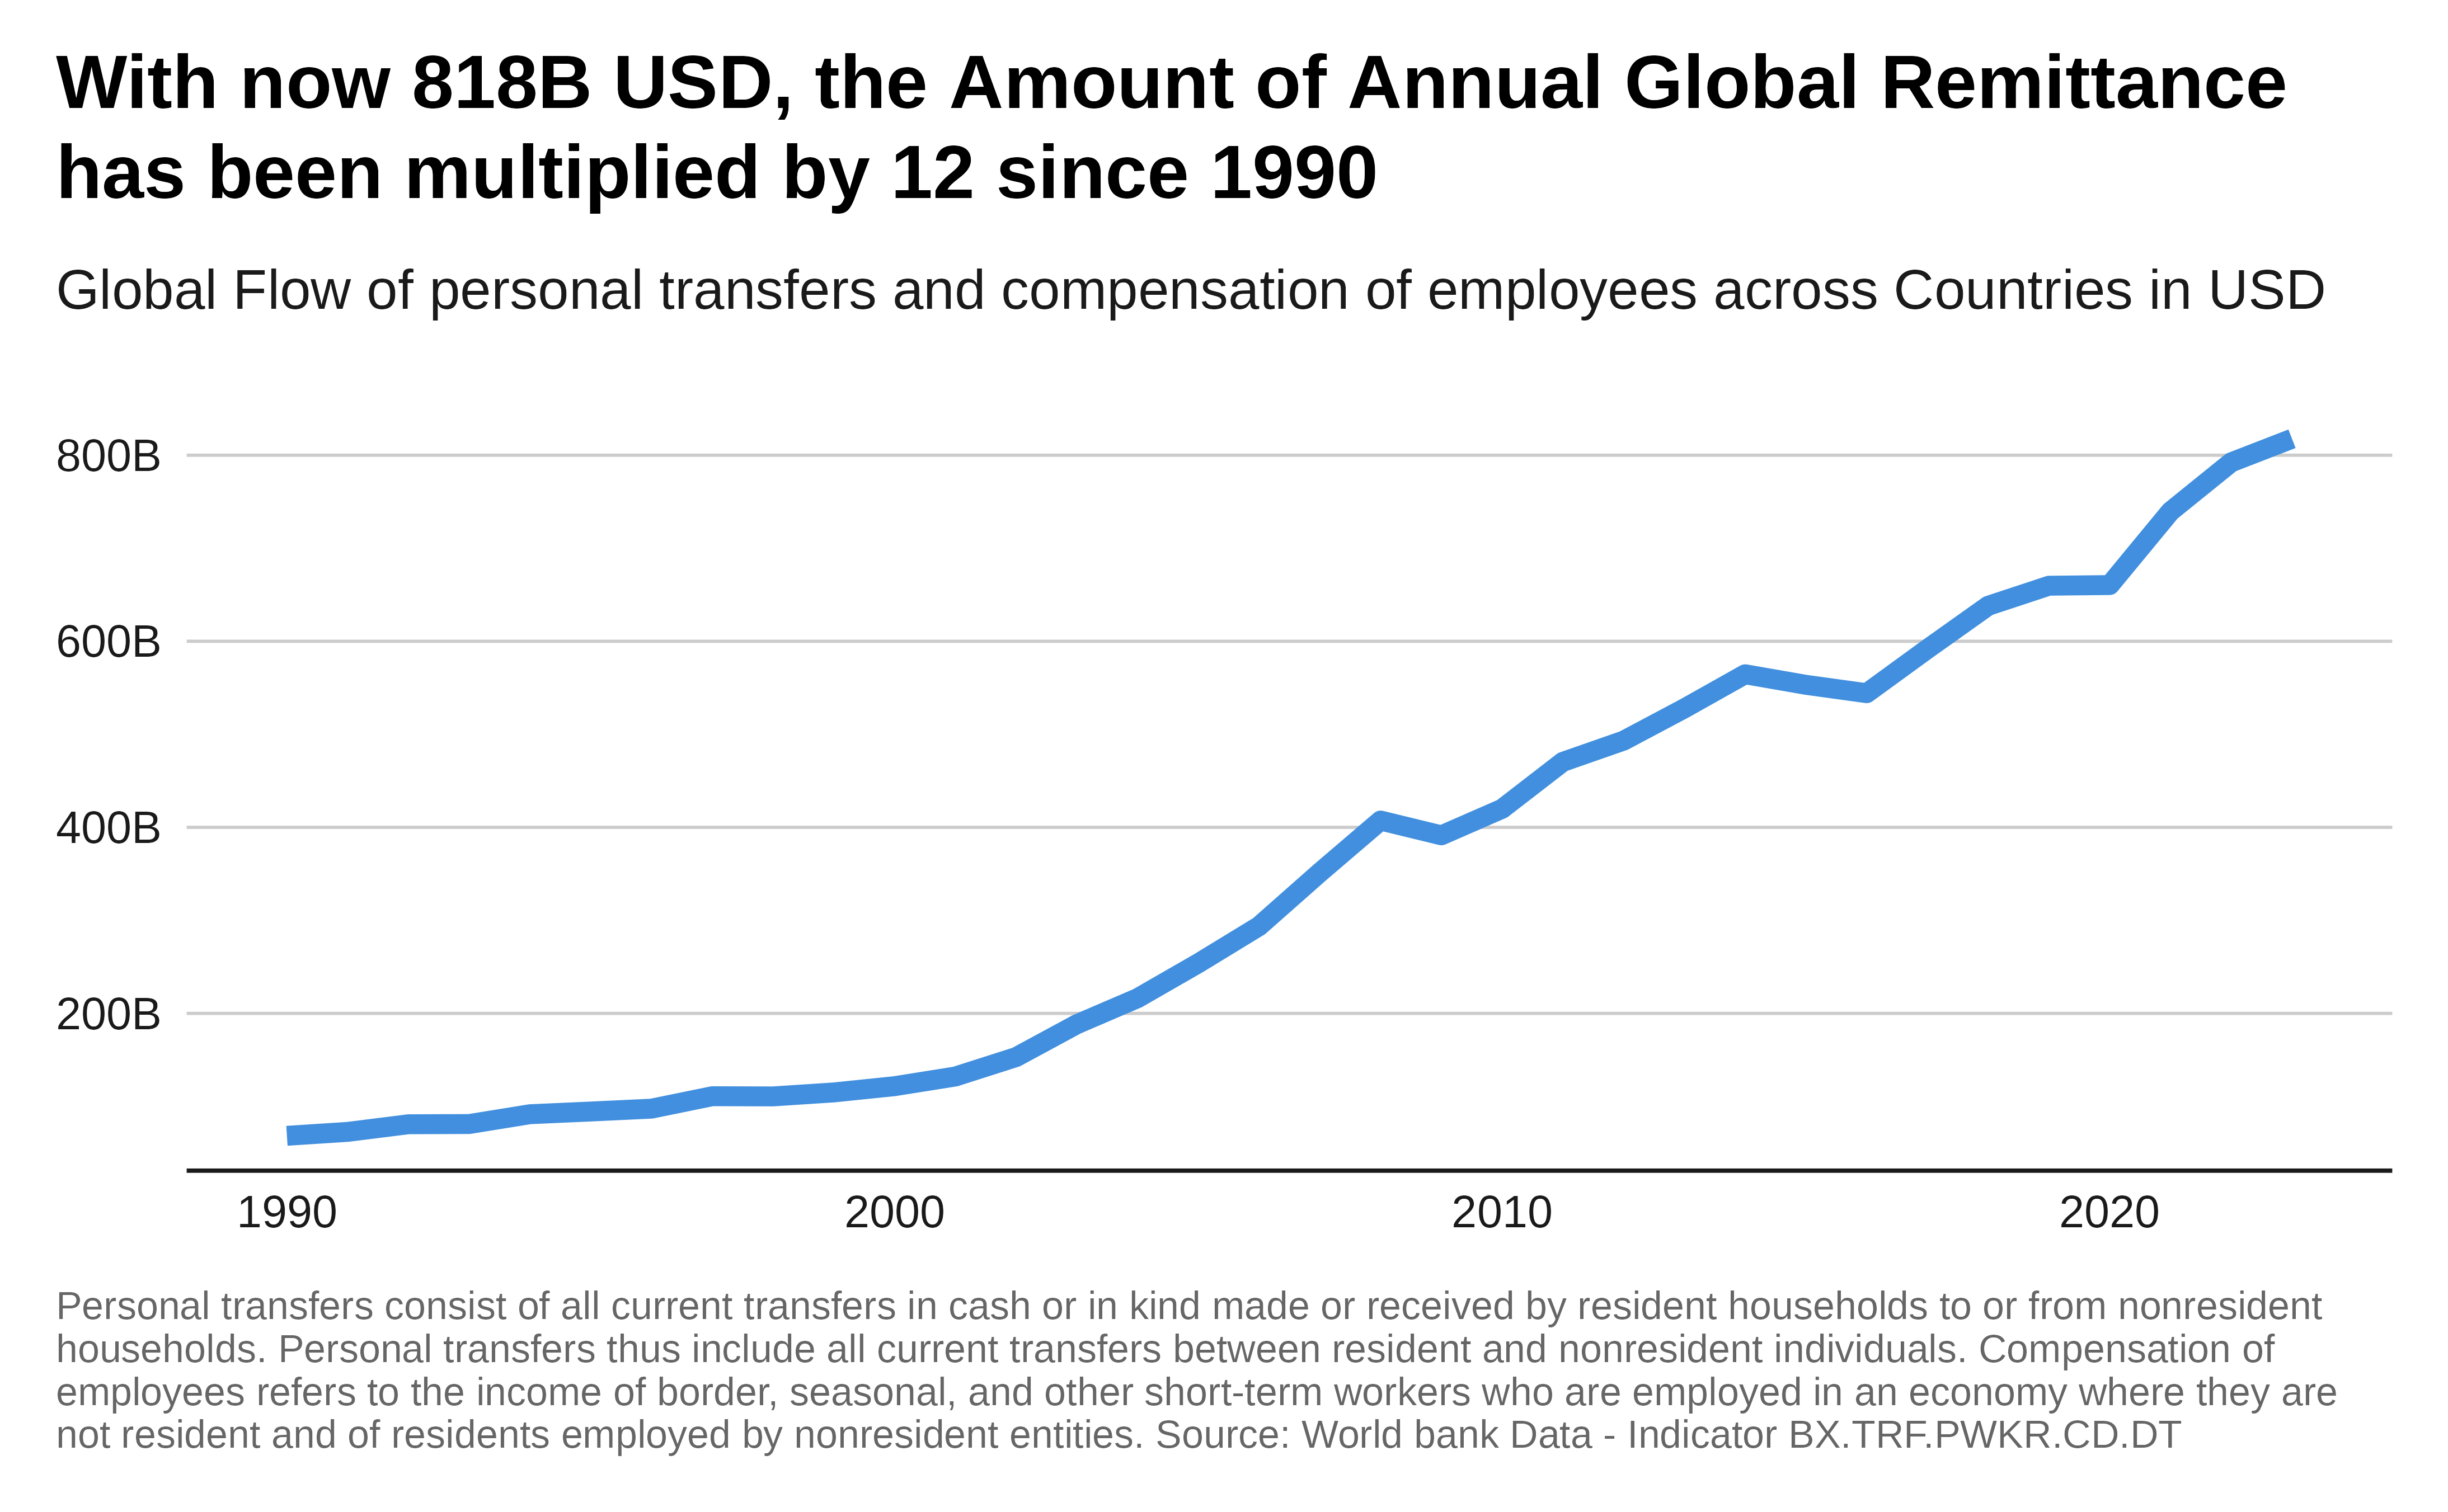 With now 818B USD, the Amount of Annual Global Remittance
has been multiplied by 12 since 1990
Global Flow of personal transfers and compensation of employees across Countries in USD
800B
600B
400B
200B
1990 2000 2010 2020
Personal transfers consist of all current transfers in cash or in kind made or received by resident households to or from nonresident
households. Personal transfers thus include all current transfers between resident and nonresident individuals. Compensation of
employees refers to the income of border, seasonal, and other short-term workers who are employed in an economy where they are
not resident and of residents employed by nonresident entities. Source: World bank Data - Indicator BX.TRF.PWKR.CD.DT